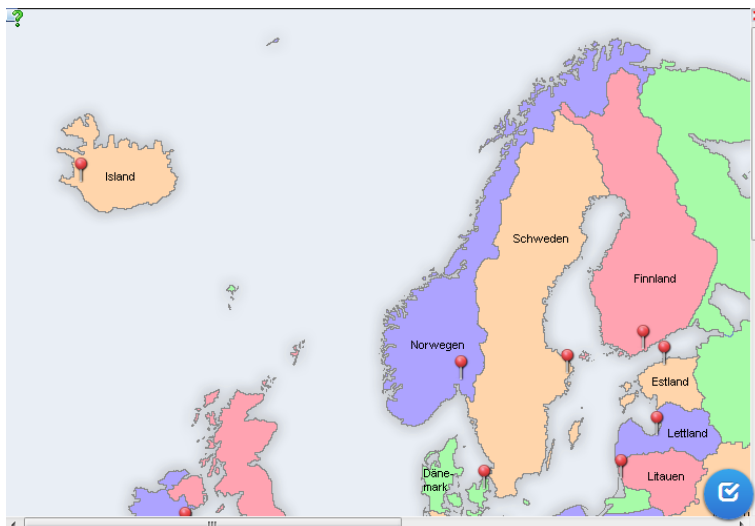 Island
Schweden
Finnland
Norwegen
Estland
Lettland
Däne-
mark
Litauen